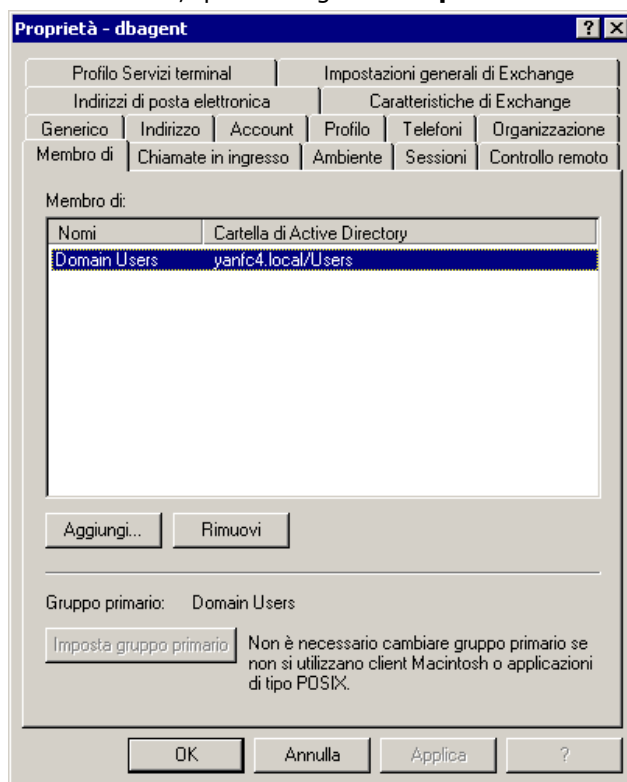 Proprietà - dbagent
Profilo Servizi terminal Impostazioni generali di Exchange
Indirizzi di posta elettronica Caratteristiche di Exchange
Generico Indirizzo Account Profilo Telefoni Organizzazione
Membro di Chiamate in ingresso Ambiente Sessioni Controllo remoto
Membro di:
Nomi Cartella di Active Directory
Domain Users yanfc4.local/Users
Aggiungi... Rimuovi
Gruppo primario: Domain Users
Imposta gruppo primario
Non è necessario cambiare gruppo primario se
non si utilizzano client Macintosh o applicazioni
di tipo POSIX.
OK Annulla Applica ?